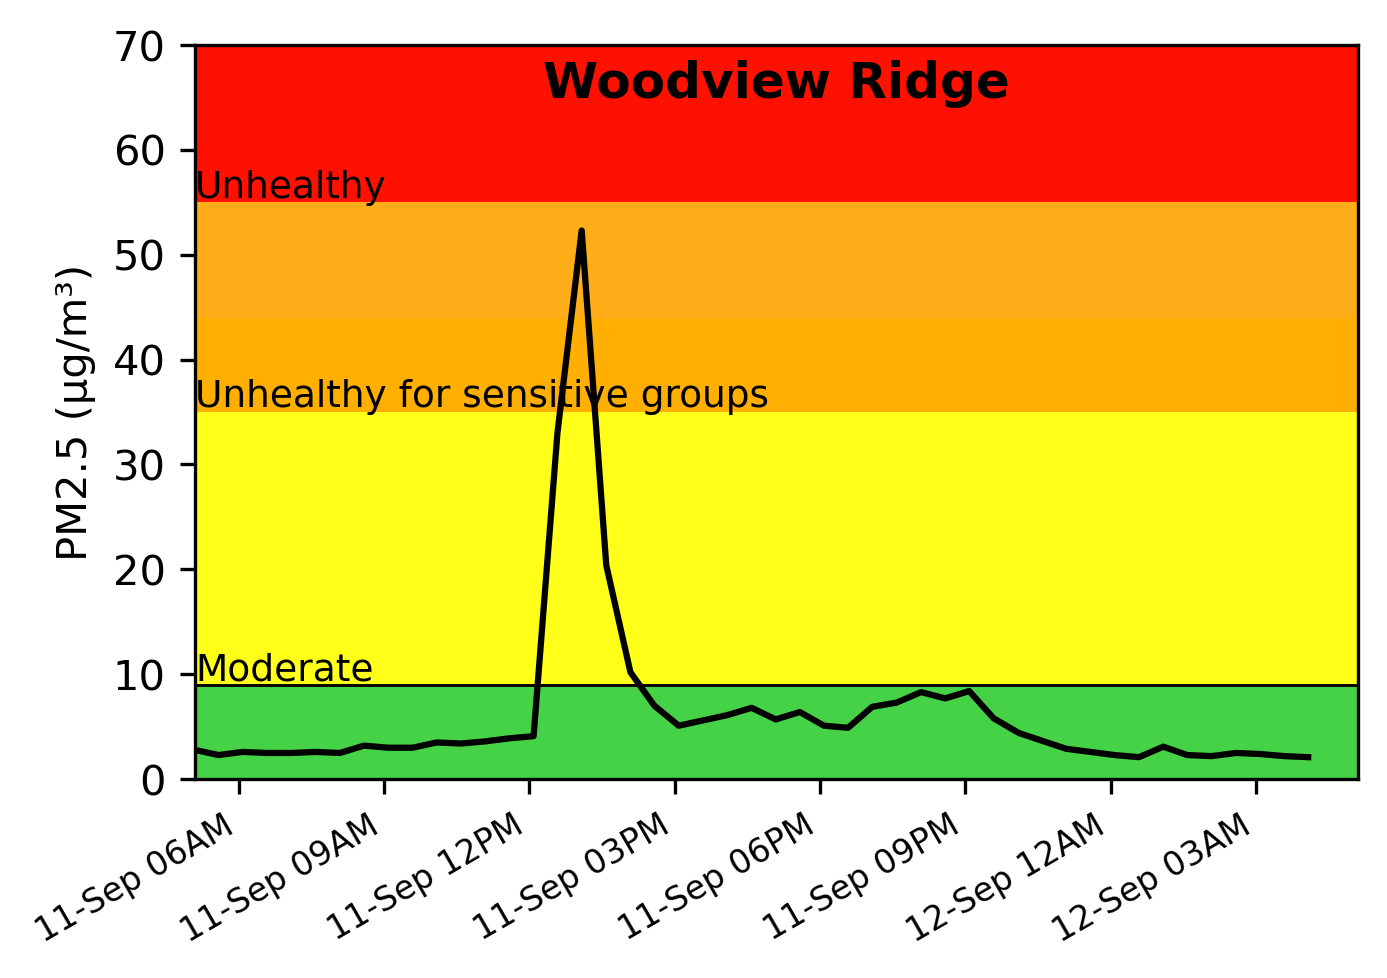 Woodview Ridge
PM2.5 (µg/m³)
70
60
50
40
30
20
10
0
Unhealthy
Unhealthy for sensitive groups
Moderate
11-Sep 06AM
11-Sep 09AM
11-Sep 12PM
11-Sep 03PM
11-Sep 06PM
11-Sep 09PM
12-Sep 12AM
12-Sep 03AM